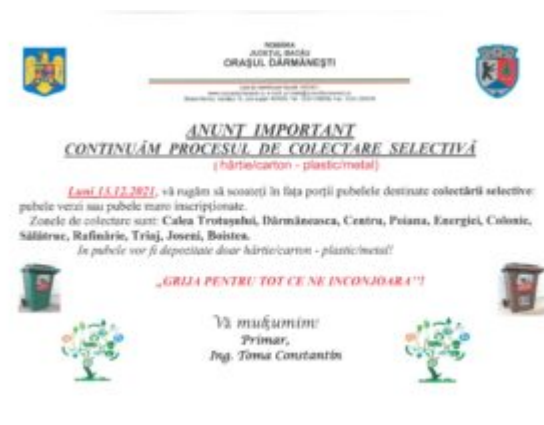 ROMÂNIA
JUDEȚUL BACĂU
ORAȘUL DĂRMĂNEȘTI
ANUNȚ IMPORTANT
CONTINUĂM PROCESUL DE COLECTARE SELECTIVĂ
(hârtie/carton - plastic/metal)
Luni 13.12.2021, vă rugăm să scoateți în fața porții pubelele destinate colectării selective:
pubele verzi sau pubele maro inscripționate.
Zonele de colectare sunt: Calea Trotușului, Dărmăneasca, Centru, Poiana, Energiei, Colonie,
Sălătruc, Rafinărie, Triaj, Joseni, Boistea.
In pubele vor fi depozitate doar hârtie/carton - plastic/metal!
„GRIJA PENTRU TOT CE NE INCONJOARA"!
Vă mulțumim!
Primar,
Ing. Toma Constantin